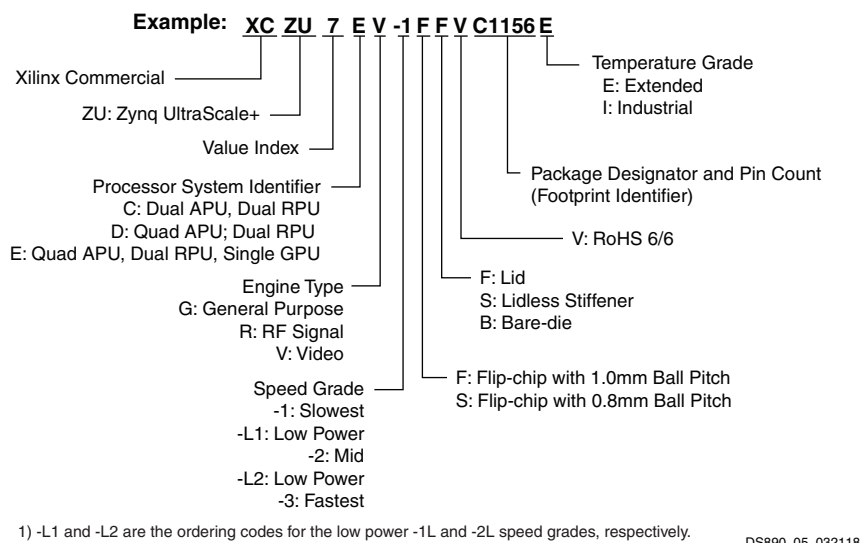 Example: XC ZU 7 E V -1 F F V C1156 E
Xilinx Commercial
ZU: Zynq UltraScale+
Value Index
Processor System Identifier
C: Dual APU, Dual RPU
D: Quad APU; Dual RPU
E: Quad APU, Dual RPU, Single GPU
Engine Type
G: General Purpose
R: RF Signal
V: Video
Speed Grade
-1: Slowest
-L1: Low Power
-2: Mid
-L2: Low Power
-3: Fastest
Temperature Grade
E: Extended
I: Industrial
Package Designator and Pin Count
(Footprint Identifier)
V: RoHS 6/6
F: Lid
S: Lidless Stiffener
B: Bare-die
F: Flip-chip with 1.0mm Ball Pitch
S: Flip-chip with 0.8mm Ball Pitch
1) -L1 and -L2 are the ordering codes for the low power -1L and -2L speed grades, respectively.
DS890_05_032118